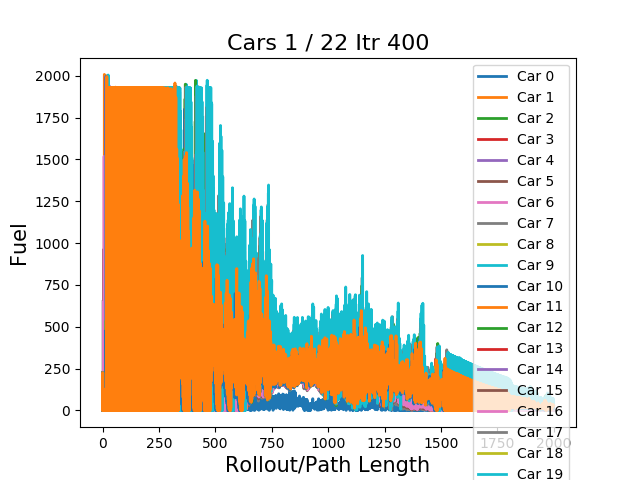 Cars 1 / 22 Itr 400
Fuel
2000
1750
1500
1250
1000
750
500
250
0
0
250
500
750
1000
1250
1500
1750
2000
Rollout/Path Length
Car 0
Car 1
Car 2
Car 3
Car 4
Car 5
Car 6
Car 7
Car 8
Car 9
Car 10
Car 11
Car 12
Car 13
Car 14
Car 15
Car 16
Car 17
Car 18
Car 19